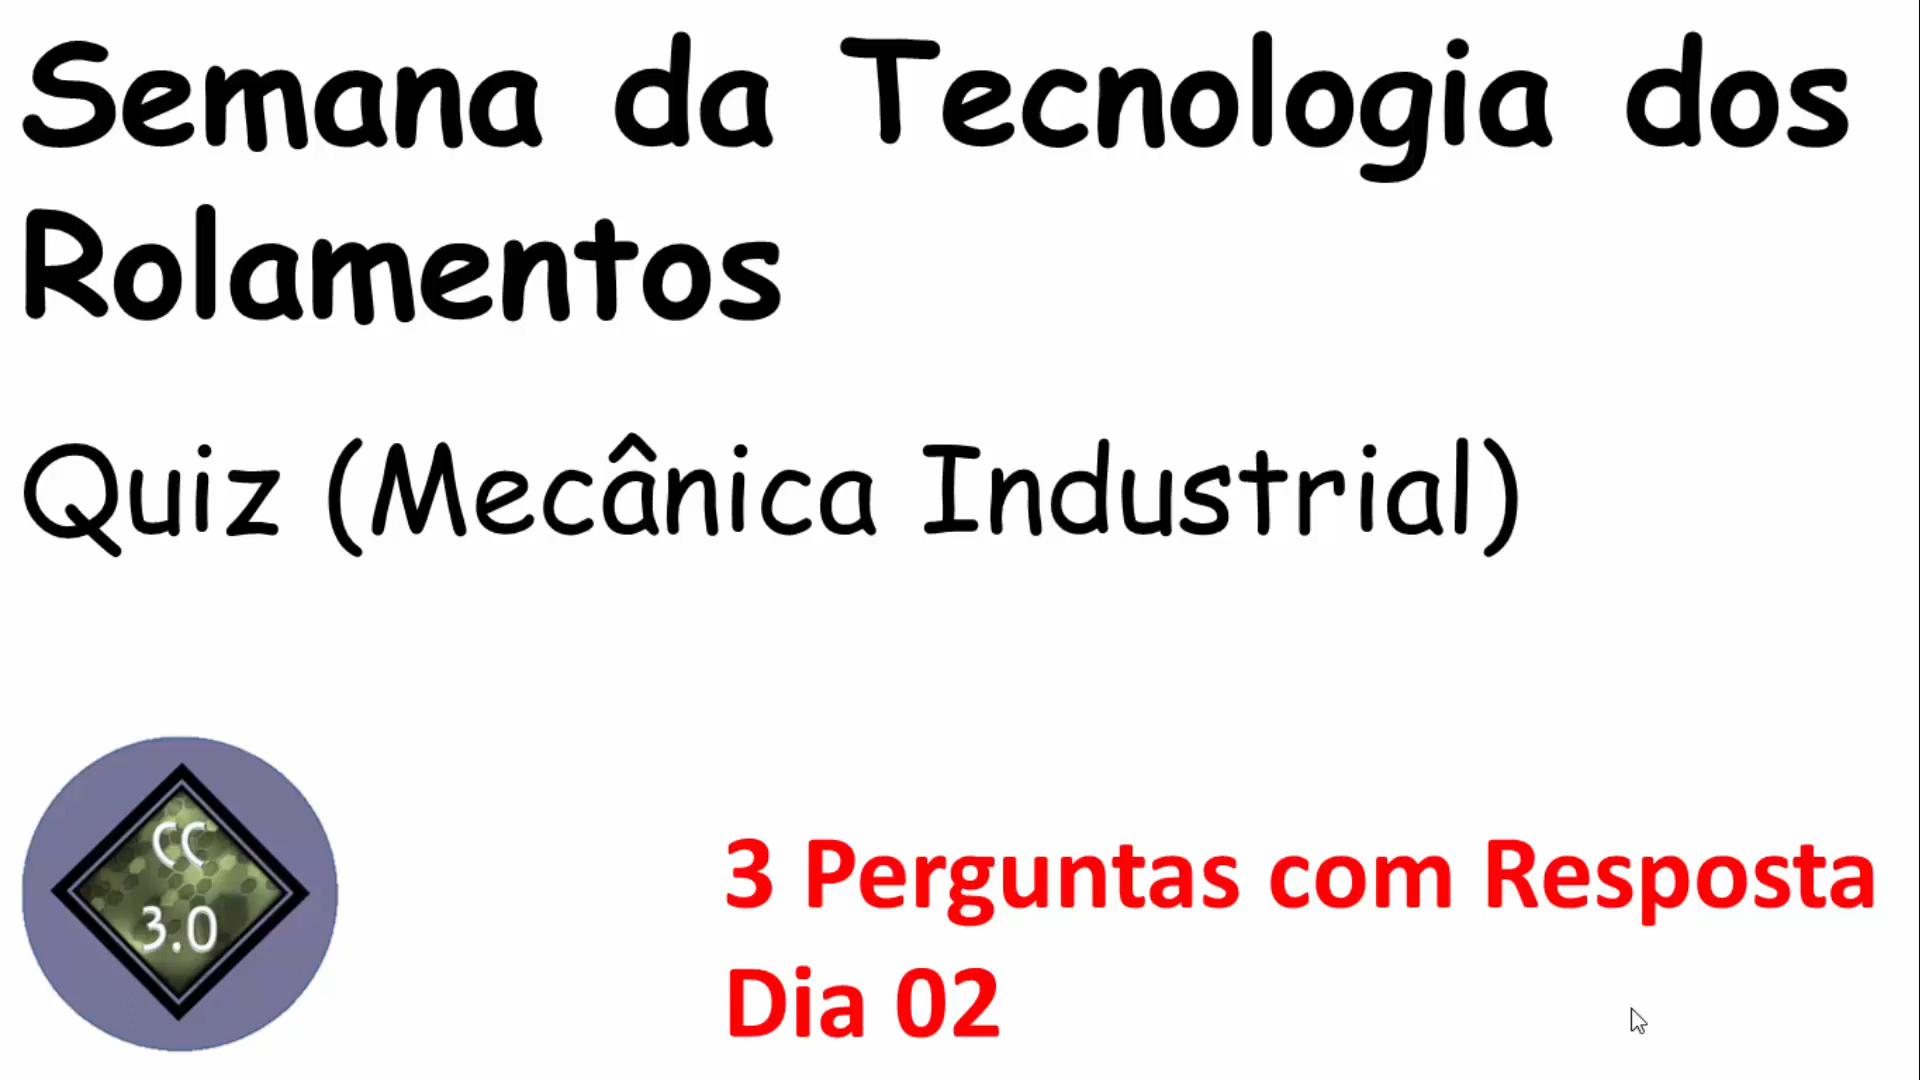 Semana da Tecnologia dos
Rolamentos
Quiz (Mecânica Industrial)
CC
3.0
3 Perguntas com Resposta
Dia 02